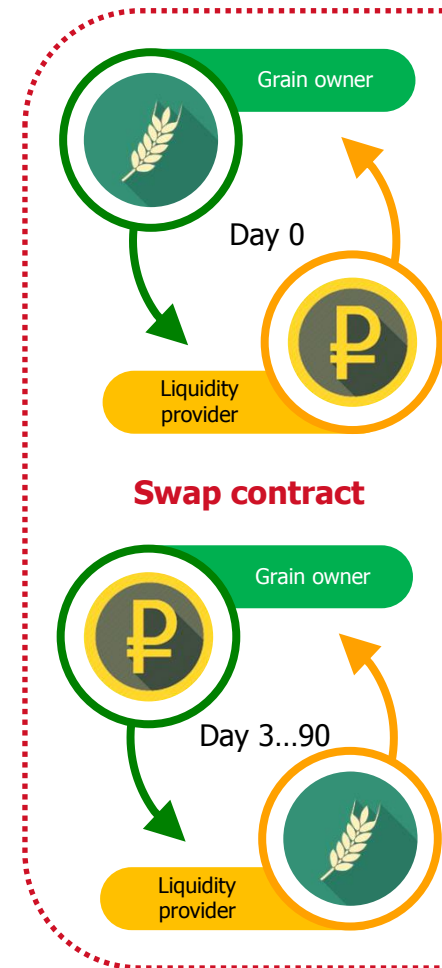 Grain owner
Day 0
₽
Liquidity
provider
Swap contract
Grain owner
₽
Day 3...90
Liquidity
provider